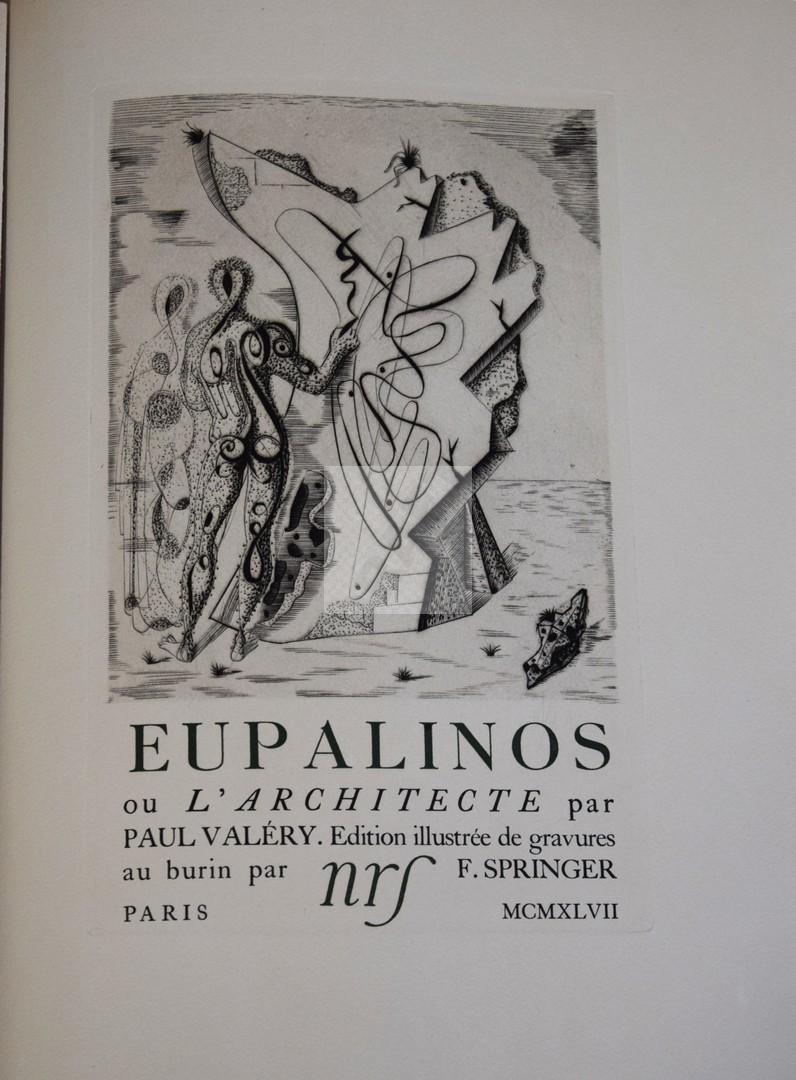 EUPALINOS
ou L'ARCHITECTE par
PAUL VALÉRY. Edition illustrée de gravures
au burin par nrf F. SPRINGER
PARIS MCMXLVII